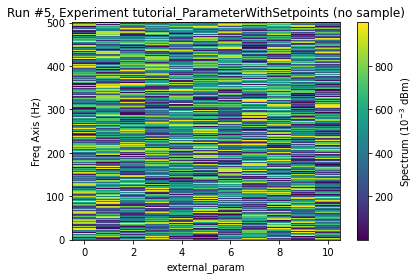 Run #5, Experiment tutorial_ParameterWithSetpoints (no sample)
500
400
300
200
100
0
Freq Axis (Hz)
0 2 4 6 8 10
external_param
800
600
400
200
Spectrum (10⁻³ dBm)